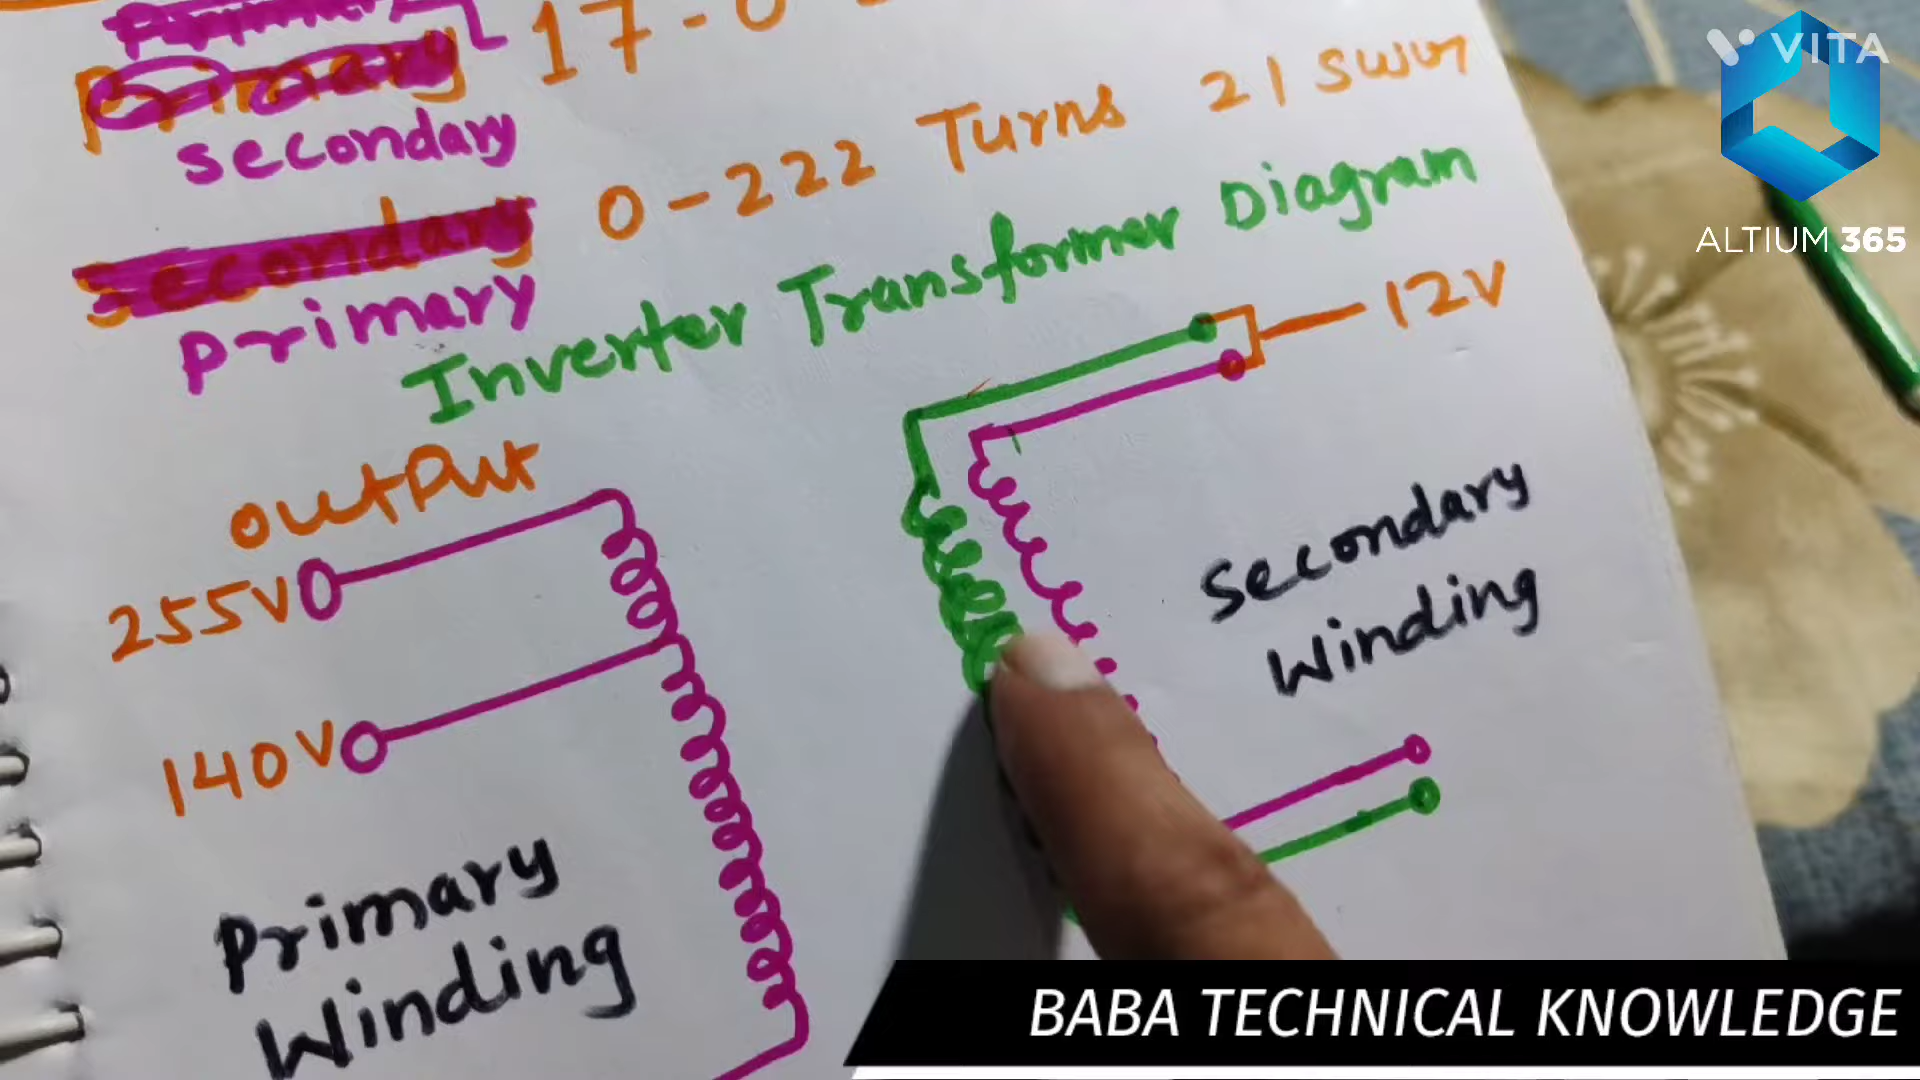 Primary 17-0
secondary
0-222 Turns 21 swg
Secondary
primary
Inverter Transformer Diagram
12V
output
255V
140V
Secondary
Winding
Primary
Winding
VITA
ALTIUM 365
BABA TECHNICAL KNOWLEDGE